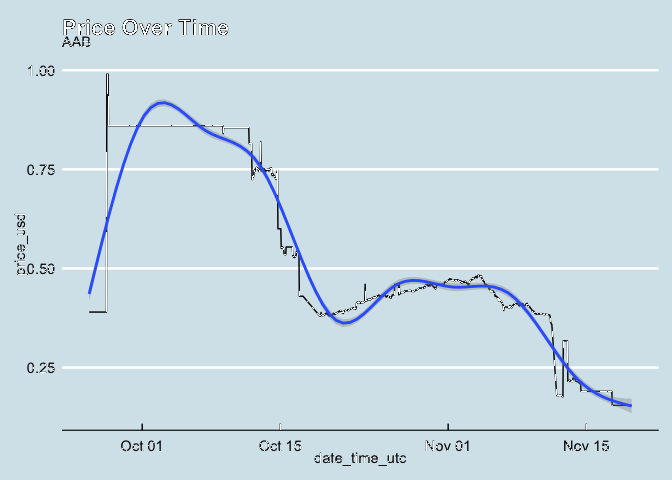 Price Over Time
AAB
1.00
0.75
0.50
0.25
price_usd
Oct 01
Oct 15
Nov 01
Nov 15
date_time_utc